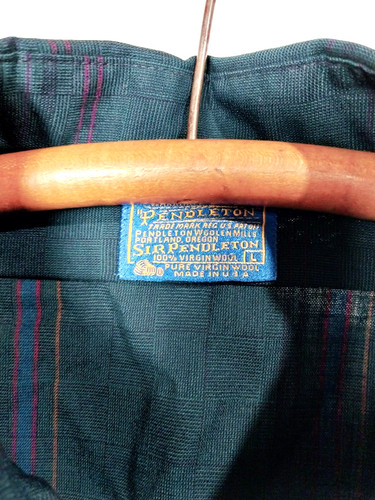 "PENDLETON"
TRADE MARK REG US PAT OFF
PENDLETON WOOLEN MILLS
PORTLAND, OREGON
SIR PENDLETON
100% VIRGIN WOOL L
PURE VIRGIN WOOL
MADE IN U.S.A